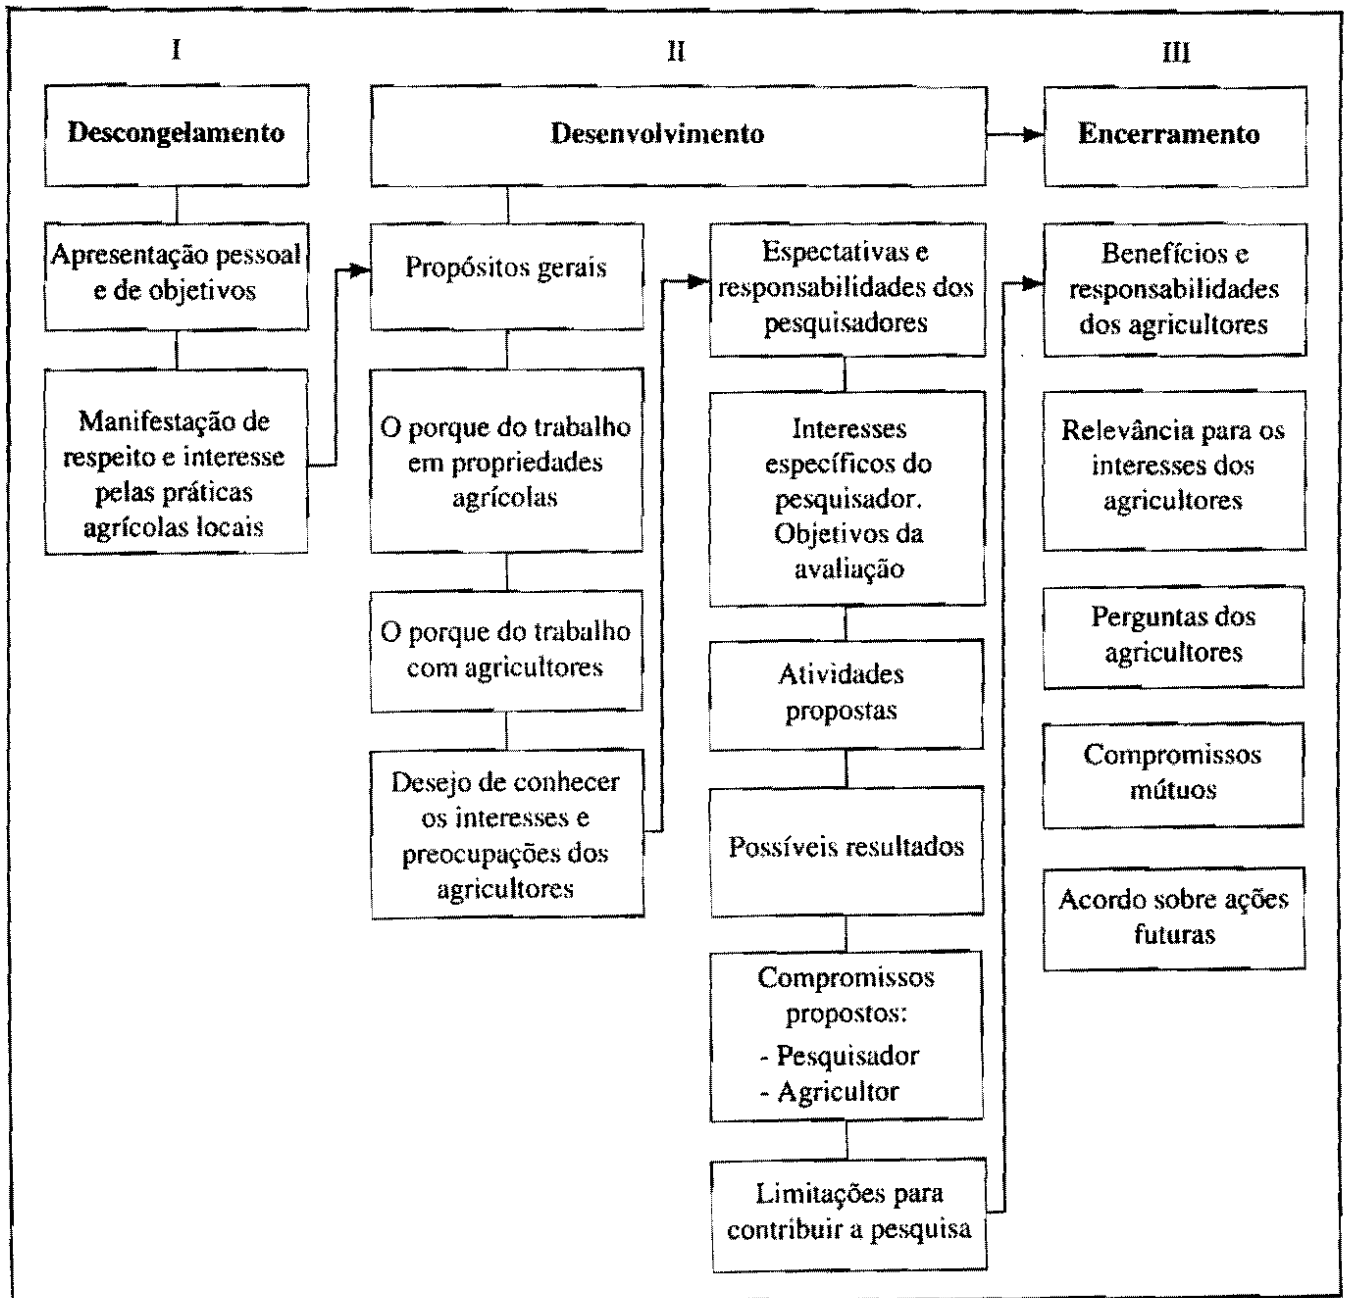 I
II
III
Descongelamento
Desenvolvimento
Encerramento
Apresentação pessoal
e de objetivos
Manifestação de
respeito e interesse
pelas práticas
agrícolas locais
Propósitos gerais
O porque do trabalho
em propriedades
agrícolas
O porque do trabalho
com agricultores
Desejo de conhecer
os interesses e
preocupações dos
agricultores
Espectativas e
responsabilidades dos
pesquisadores
Interesses
específicos do
pesquisador.
Objetivos da
avaliação
Atividades
propostas
Possíveis resultados
Compromissos
propostos:
- Pesquisador
- Agricultor
Limitações para
contribuir a pesquisa
Benefícios e
responsabilidades
dos agricultores
Relevância para os
interesses dos
agricultores
Perguntas dos
agricultores
Compromissos
mútuos
Acordo sobre ações
futuras